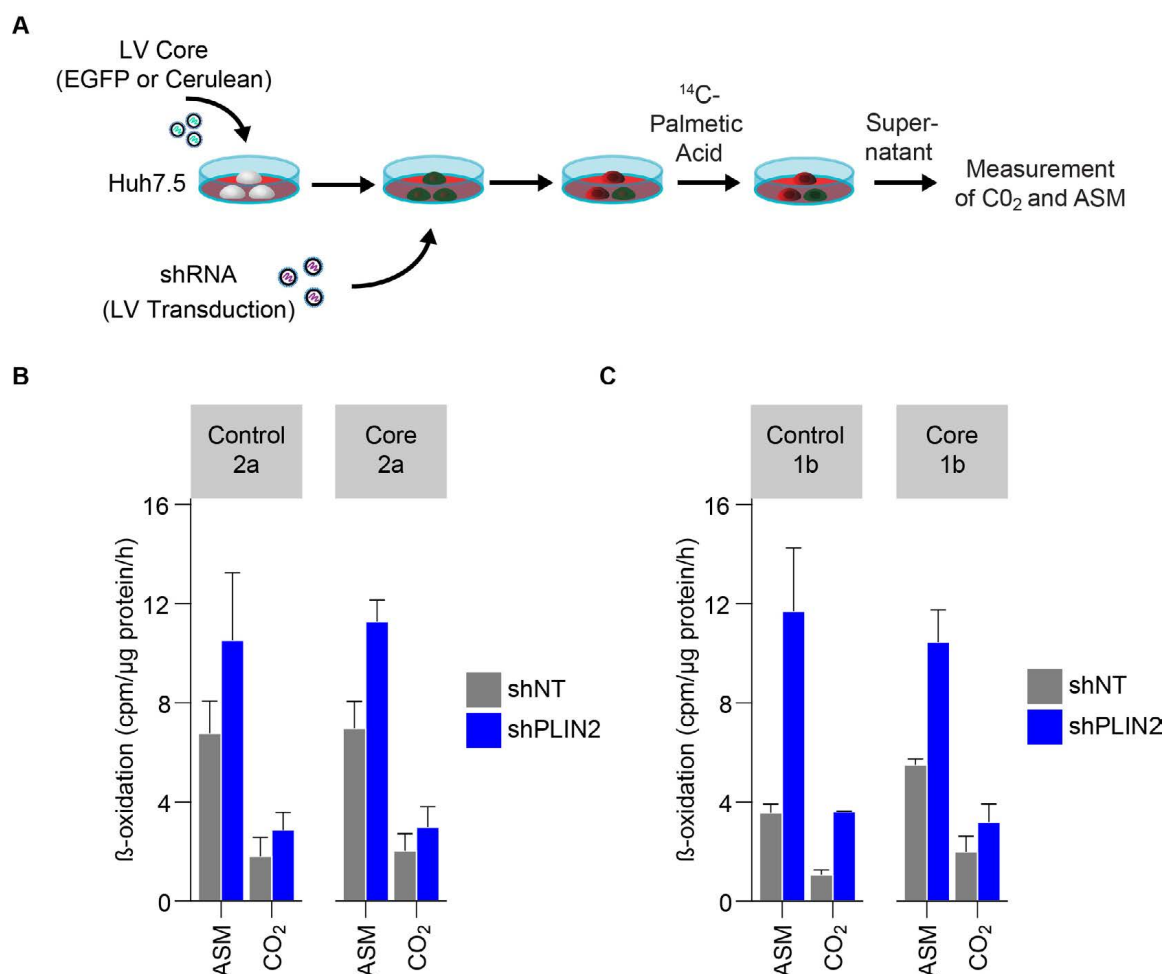 A
LV Core
(EGFP or Cerulean)
Huh7.5
shRNA
(LV Transduction)
¹⁴C-
Palmetic
Acid
Super-
natant
Measurement
of C0₂ and ASM
B
Control
2a
Core
2a
ß-oxidation (cpm/µg protein/h)
16
12
8
4
0
ASM
CO₂
ASM
CO₂
shNT
shPLIN2
C
Control
1b
Core
1b
ß-oxidation (cpm/µg protein/h)
16
12
8
4
0
ASM
CO₂
ASM
CO₂
shNT
shPLIN2